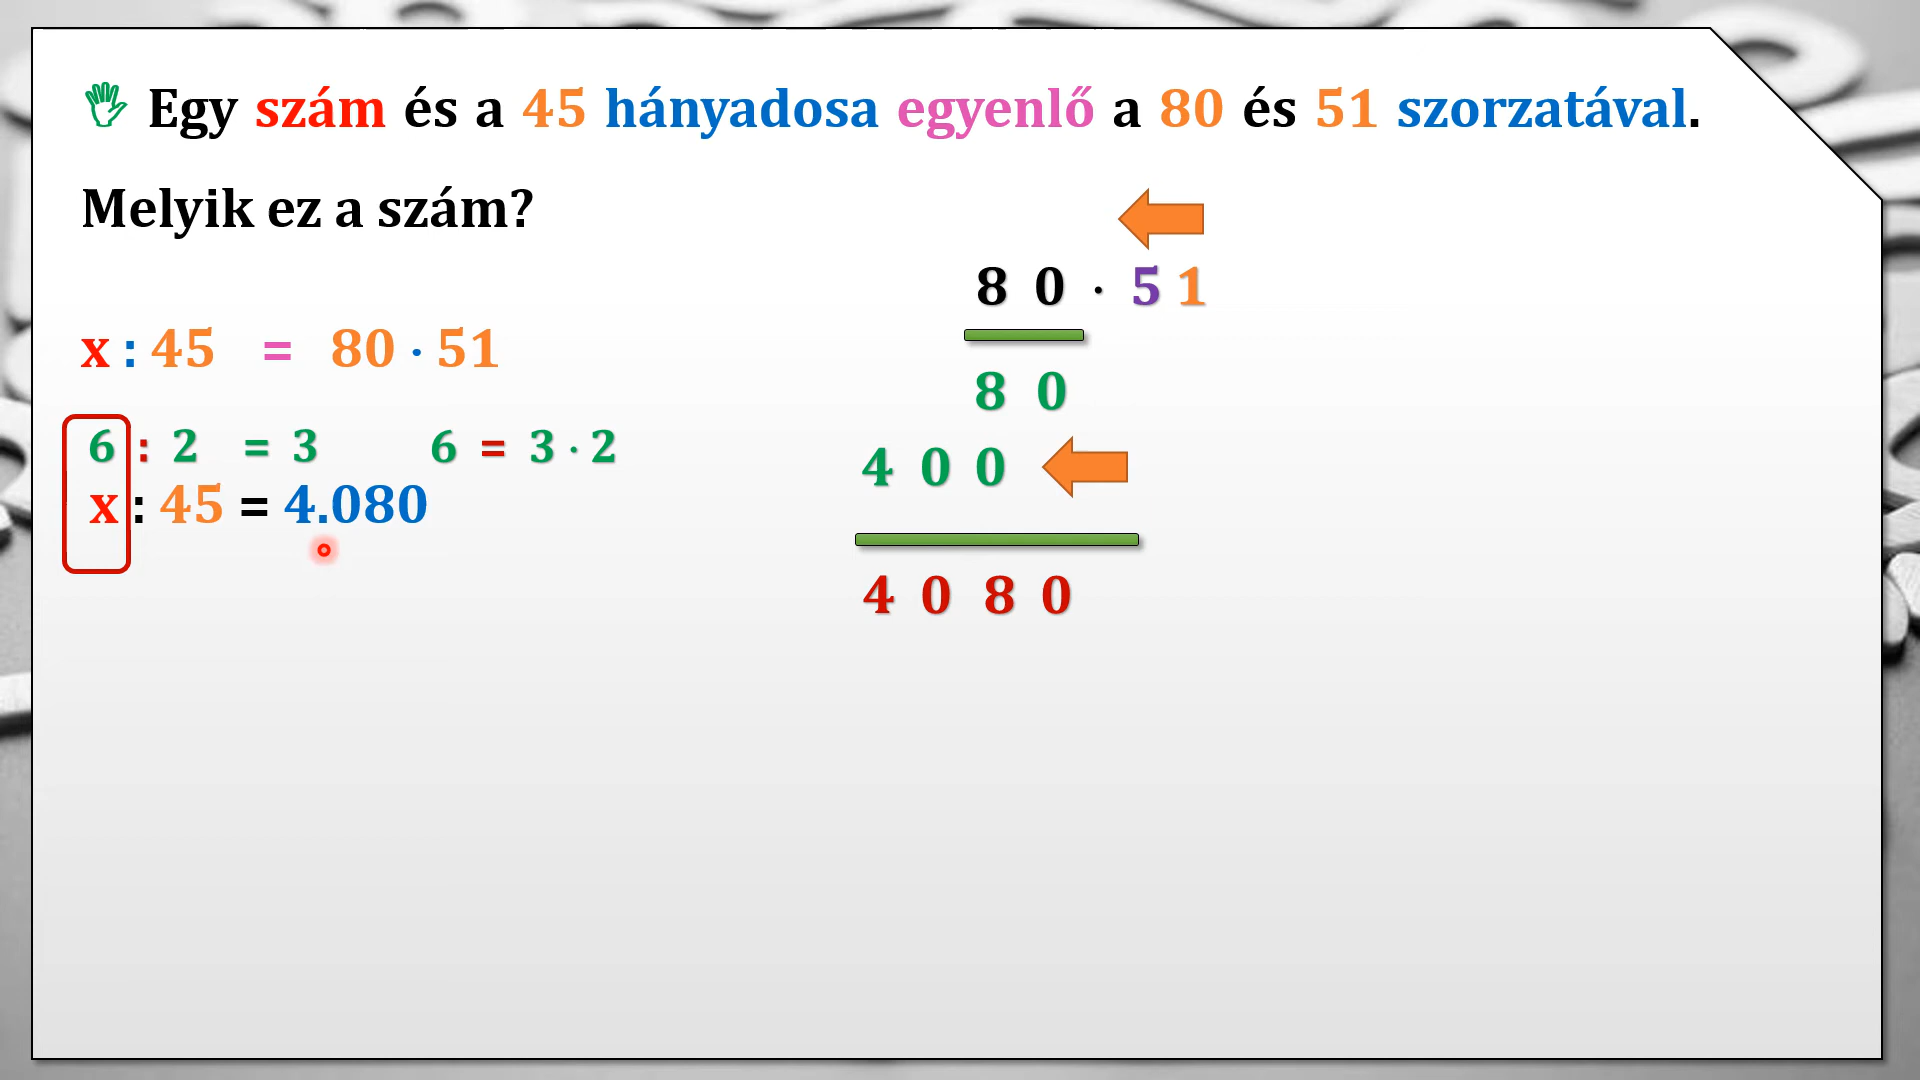 Egy szám és a 45 hányadosa egyenlő a 80 és 51 szorzatával.
Melyik ez a szám?
x : 45 = 80 · 51
6 : 2 = 3 6 = 3 · 2
x : 45 = 4.080
8 0 · 5 1
8 0
4 0 0
4 0 8 0